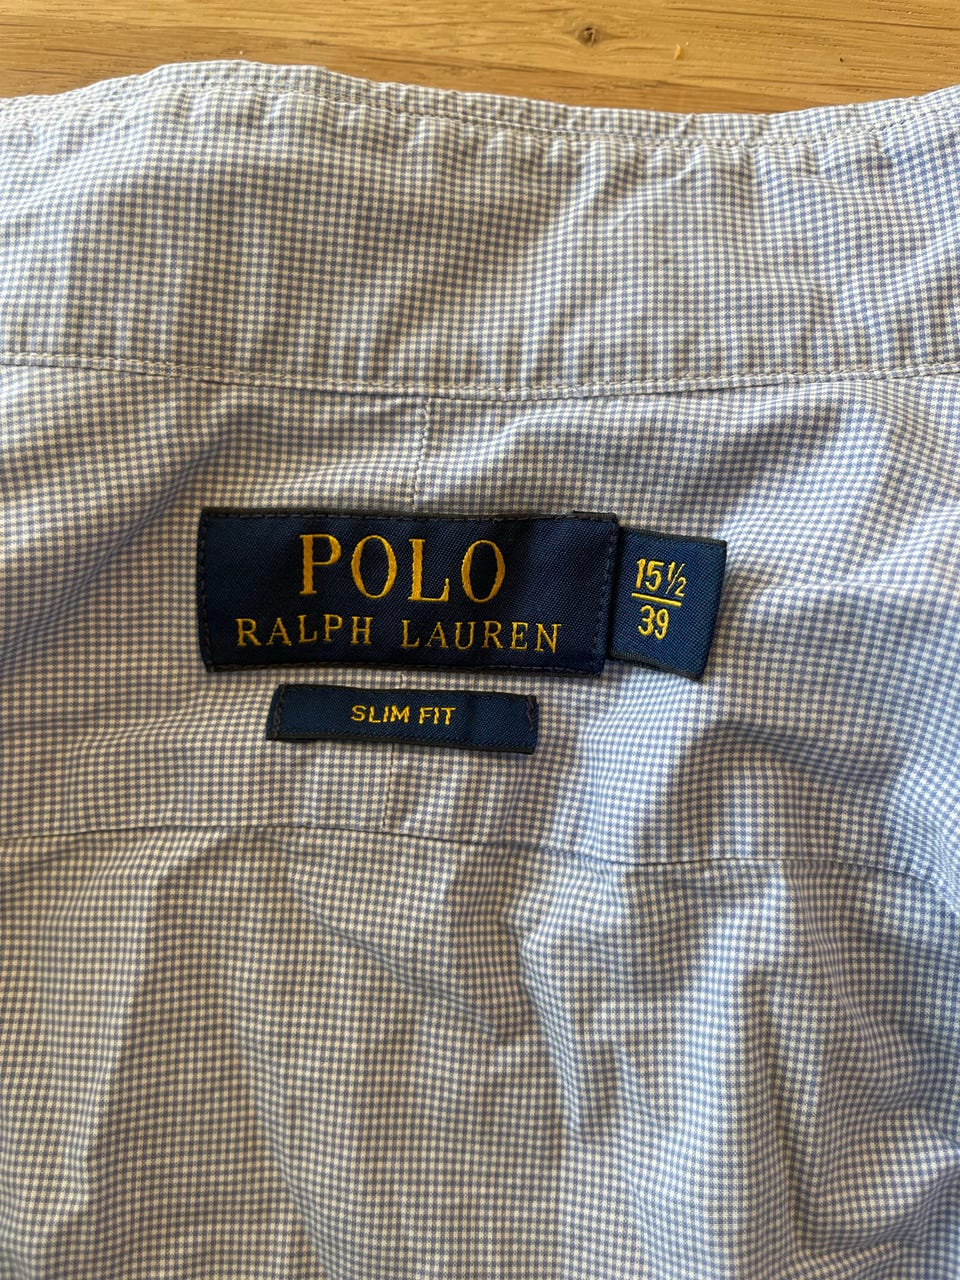 POLO
RALPH LAUREN
15½
39
SLIM FIT